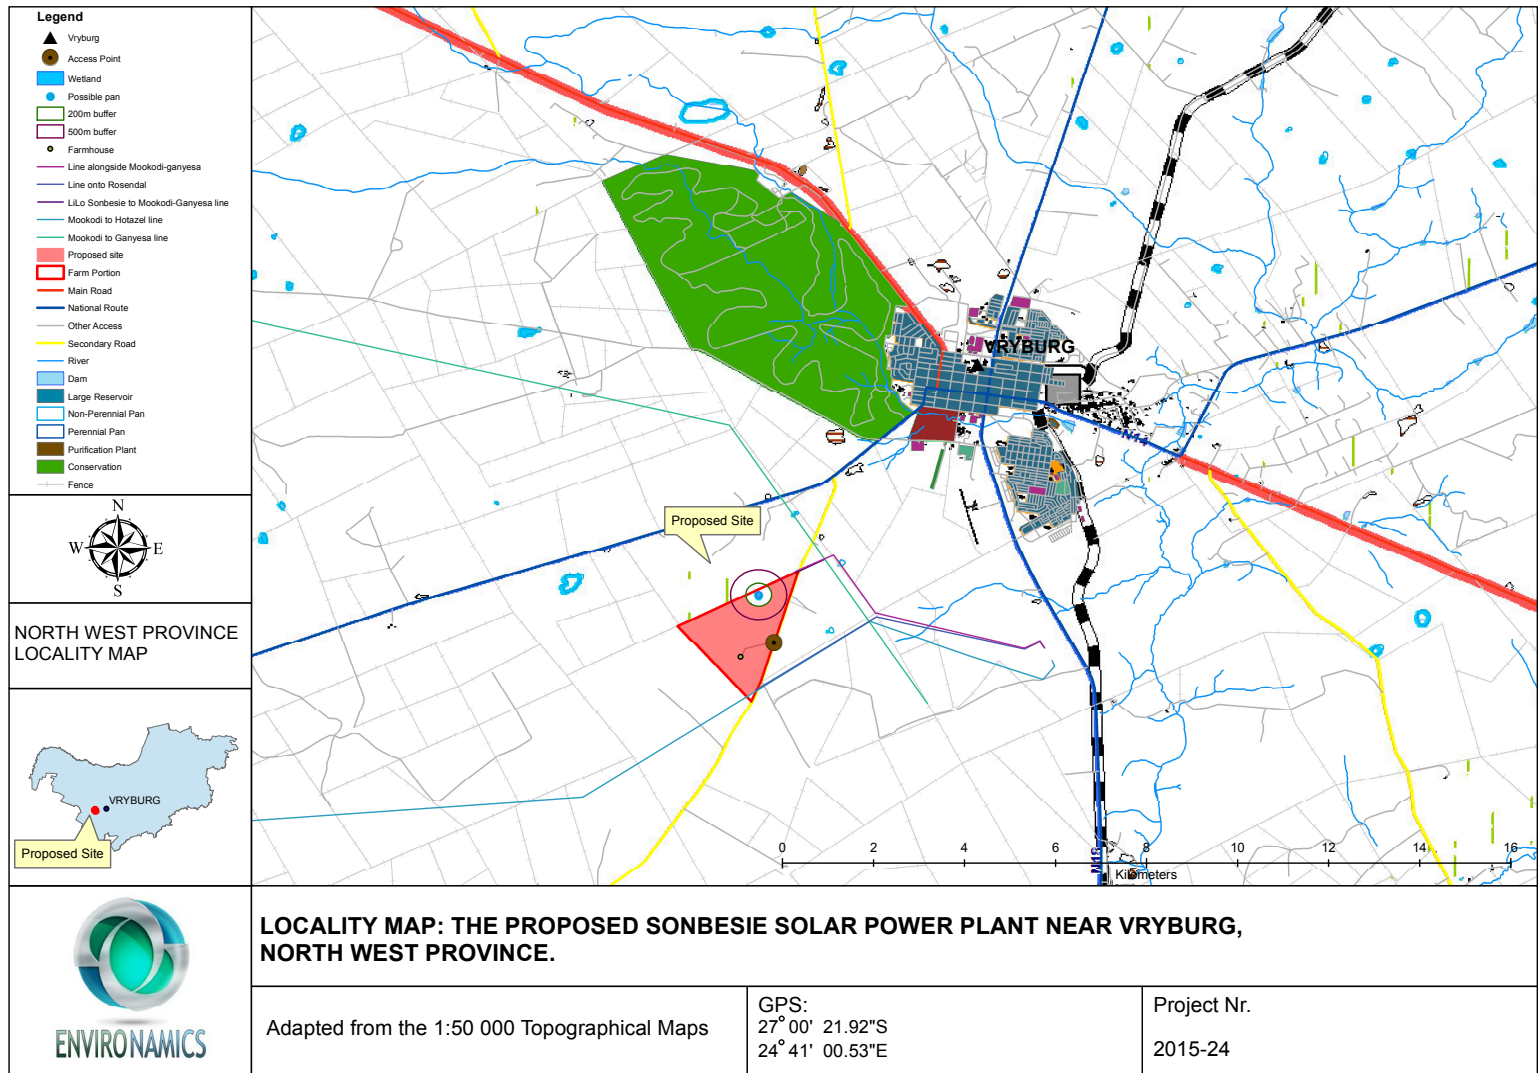 Legend
Vryburg
Access Point
Wetland
Possible pan
200m buffer
500m buffer
Farmhouse
Line alongside Mookodi-ganyesa
Line onto Rosendal
LiLo Sonbesie to Mookodi-Ganyesa line
Mookodi to Hotazel line
Mookodi to Ganyesa line
Proposed site
Farm Portion
Main Road
National Route
Other Access
Secondary Road
River
Dam
Large Reservoir
Non-Perennial Pan
Perennial Pan
Purification Plant
Conservation
Fence
N
W E
S
NORTH WEST PROVINCE
LOCALITY MAP
VRYBURG
Proposed Site
VRYBURG
N14
Proposed Site
N18
0 2 4 6 8 10 12 14 16
Kilometers
ENVIRONAMICS
LOCALITY MAP: THE PROPOSED SONBESIE SOLAR POWER PLANT NEAR VRYBURG,
NORTH WEST PROVINCE.
Adapted from the 1:50 000 Topographical Maps
GPS:
27° 00' 21.92"S
24° 41' 00.53"E
Project Nr.
2015-24